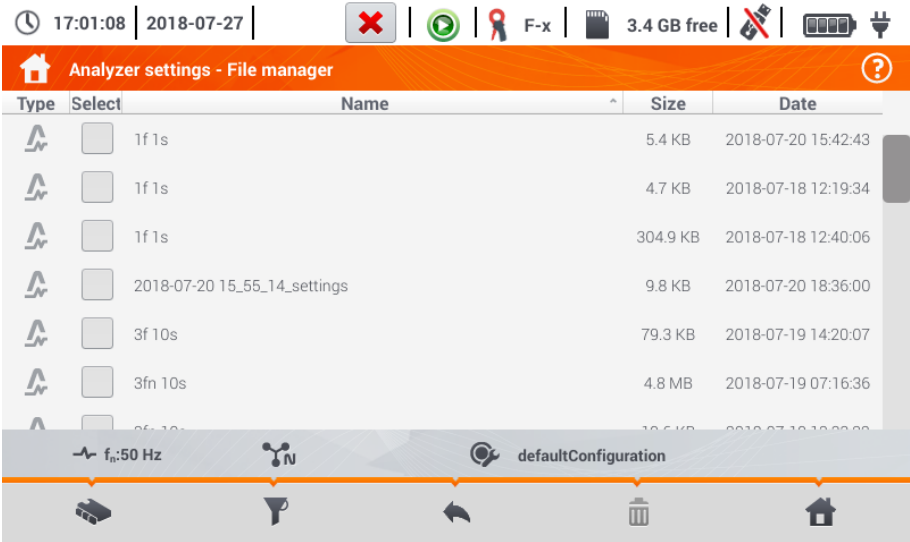 17:01:08 2018-07-27 F-x 3.4 GB free
Analyzer settings - File manager ?
Type Select Name Size Date
1f 1s 5.4 KB 2018-07-20 15:42:43
1f 1s 4.7 KB 2018-07-18 12:19:34
1f 1s 304.9 KB 2018-07-18 12:40:06
2018-07-20 15_55_14_settings 9.8 KB 2018-07-20 18:36:00
3f 10s 79.3 KB 2018-07-19 14:20:07
3fn 10s 4.8 MB 2018-07-19 07:16:36
fn:50 Hz N defaultConfiguration